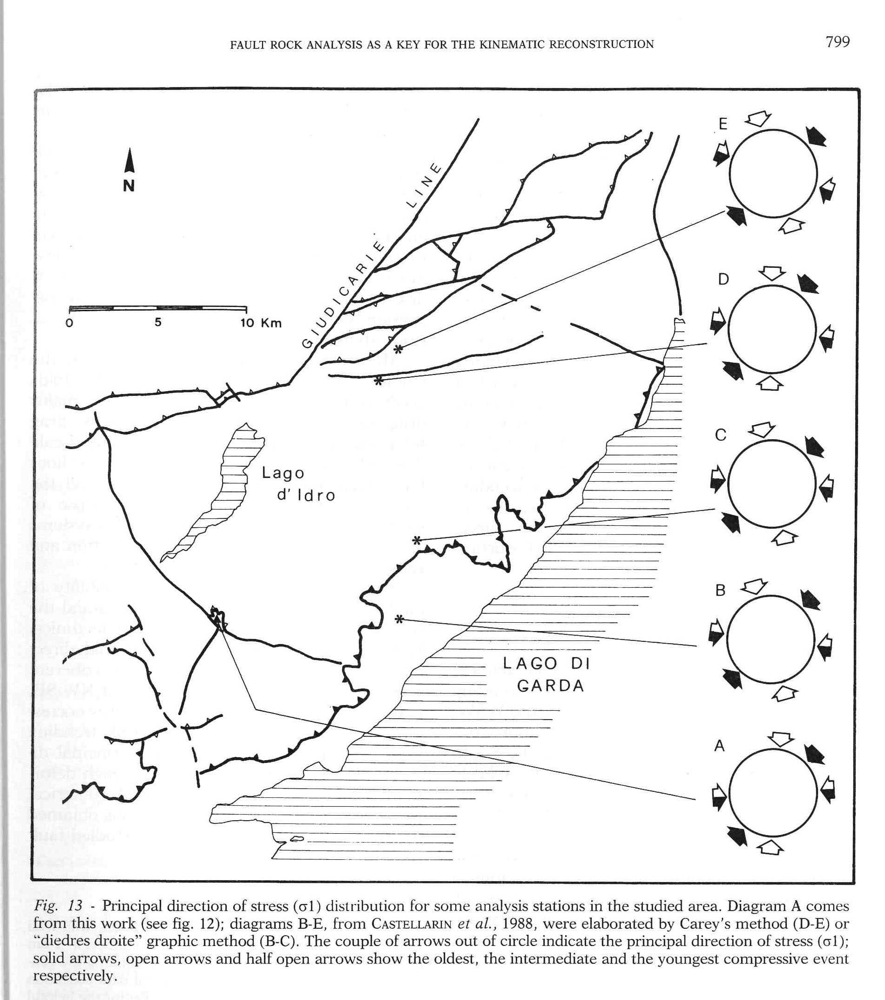 FAULT ROCK ANALYSIS AS A KEY FOR THE KINEMATIC RECONSTRUCTION
799
E
N
GIUDICARIE LINE
D
0 5 10 Km
C
Lago
d' Idro
B
LAGO DI
GARDA
A
Fig. 13 - Principal direction of stress (σ1) distribution for some analysis stations in the studied area. Diagram A comes
from this work (see fig. 12); diagrams B-E, from CASTELLARIN et al., 1988, were elaborated by Carey's method (D-E) or
“diedres droite” graphic method (B-C). The couple of arrows out of circle indicate the principal direction of stress (σ1);
solid arrows, open arrows and half open arrows show the oldest, the intermediate and the youngest compressive event
respectively.